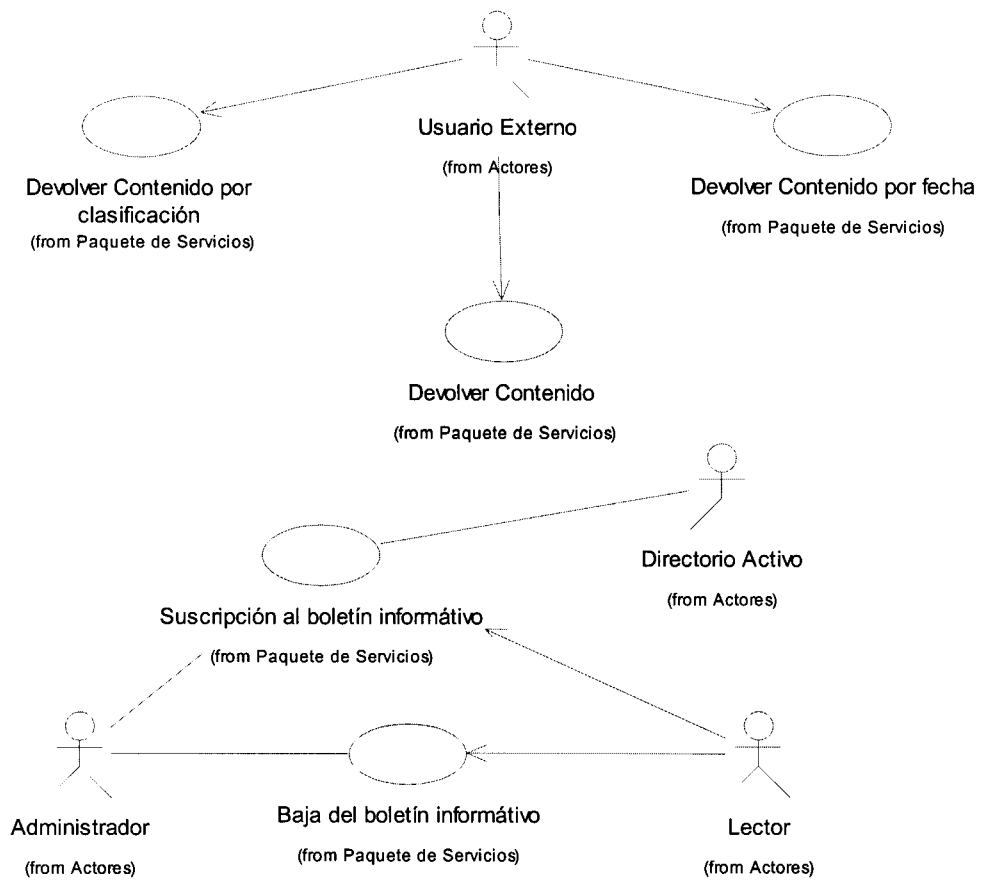 Usuario Externo
(from Actores)
Devolver Contenido por
clasificación
(from Paquete de Servicios)
Devolver Contenido por fecha
(from Paquete de Servicios)
Devolver Contenido
(from Paquete de Servicios)
Directorio Activo
(from Actores)
Suscripción al boletín informátivo
(from Paquete de Servicios)
Administrador
(from Actores)
Baja del boletín informátivo
(from Paquete de Servicios)
Lector
(from Actores)